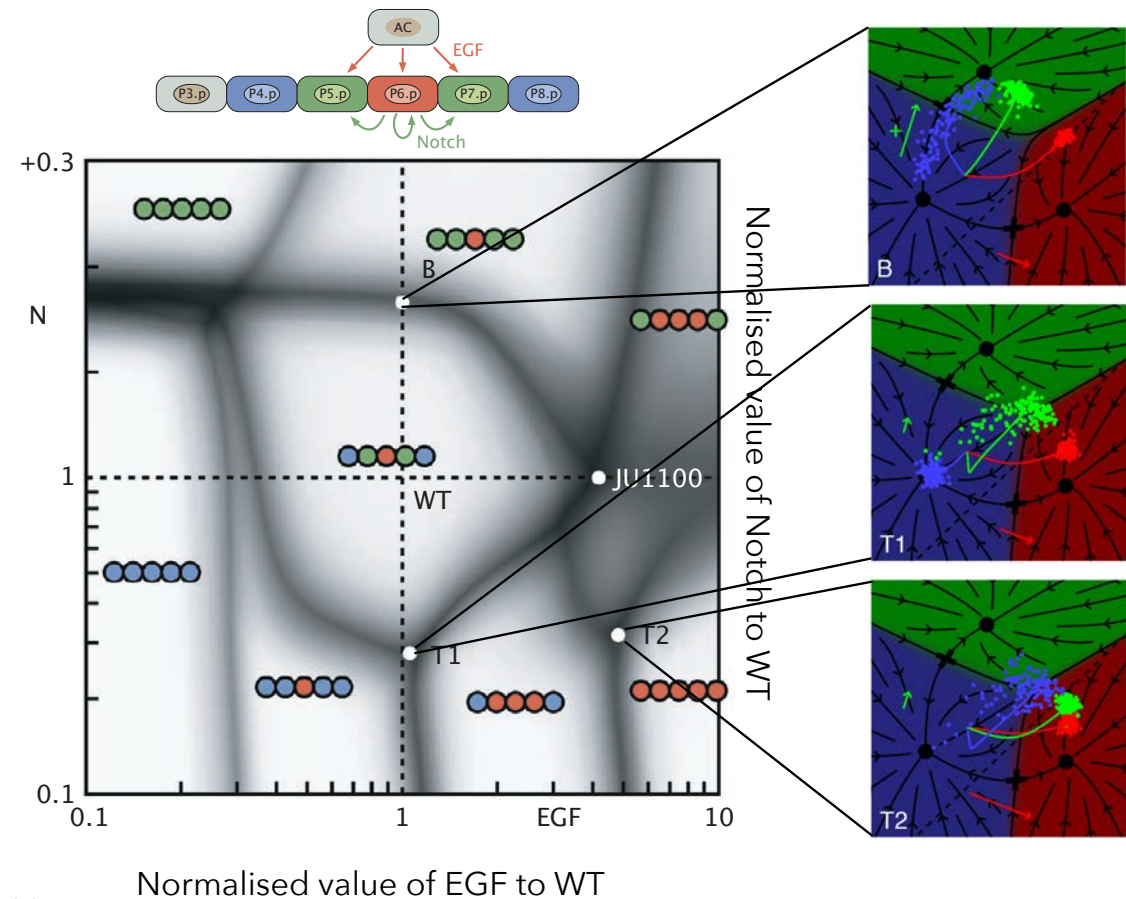 AC
EGF
P3.p P4.p P5.p P6.p P7.p P8.p
Notch
+0.3
B
N
1
JU1100
WT
T1
T2
0.1
0.1 1 EGF 10
Normalised value of EGF to WT
Normalised value of Notch to WT
+
B
T1
T2